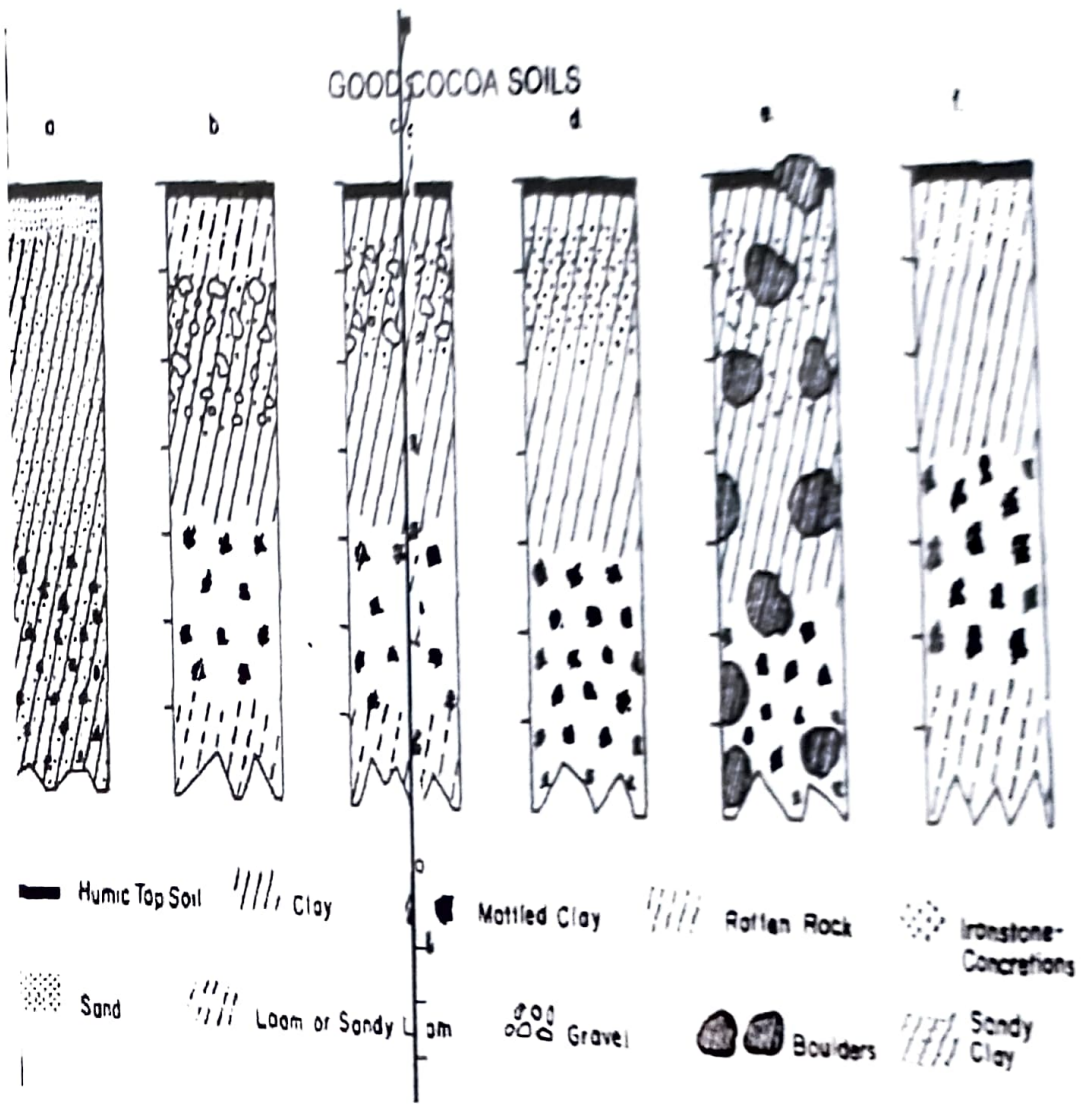 GOOD COCOA SOILS
a b c d e f
Humic Top Soil
Clay
Mottled Clay
Rotten Rock
Ironstone-
Concretions
Sand
Loam or Sandy
Gravel
Boulders
Sandy
Clay